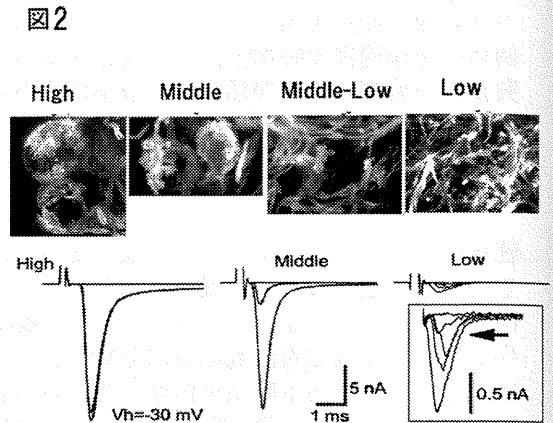 図2
High Middle Middle-Low Low
High Middle Low
5 nA
1 ms
0.5 nA
Vh=-30 mV